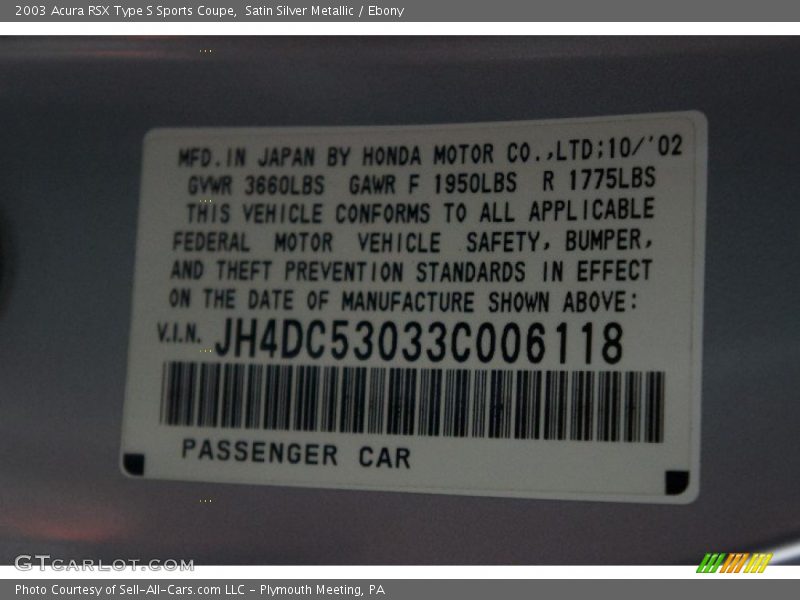 2003 Acura RSX Type S Sports Coupe, Satin Silver Metallic / Ebony
MFD. IN JAPAN BY HONDA MOTOR CO.,LTD;10/'02
GVWR 3660LBS GAWR F 1950LBS R 1775LBS
THIS VEHICLE CONFORMS TO ALL APPLICABLE
FEDERAL MOTOR VEHICLE SAFETY, BUMPER,
AND THEFT PREVENTION STANDARDS IN EFFECT
ON THE DATE OF MANUFACTURE SHOWN ABOVE:
V.I.N. JH4DC53033C006118
PASSENGER CAR
GTCARLOT.COM
Photo Courtesy of Sell-All-Cars.com LLC - Plymouth Meeting, PA